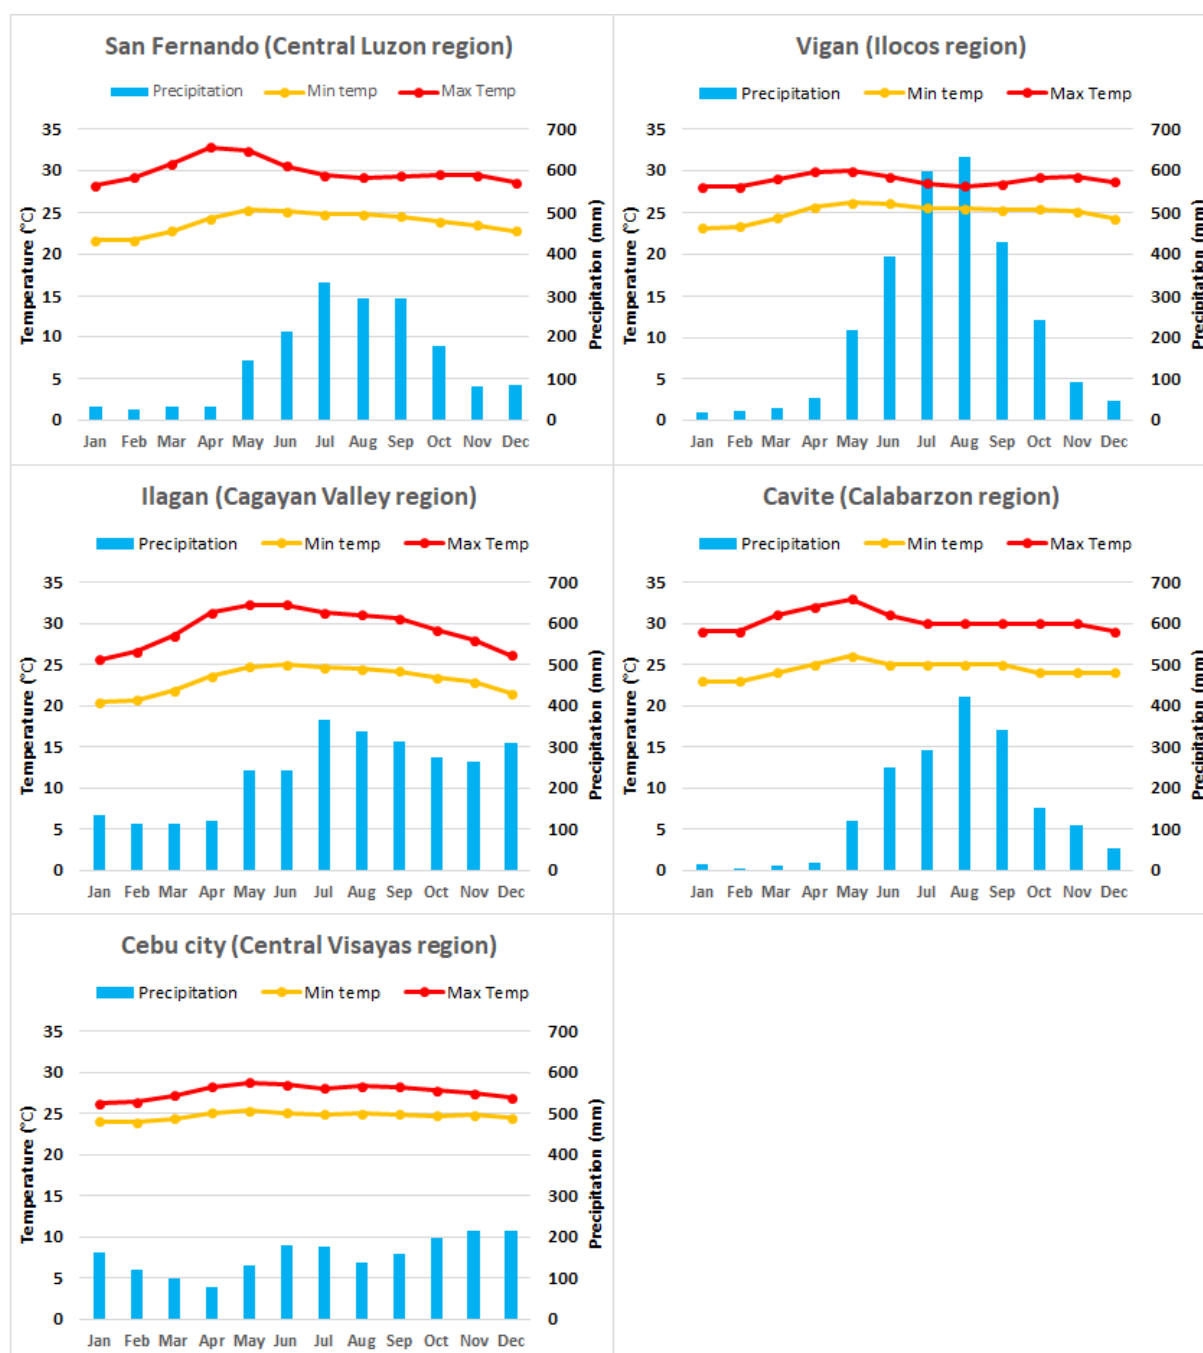 San Fernando (Central Luzon region)
Precipitation Min temp Max Temp
35 700
30 600
25 500
20 400
15 300
10 200
5 100
0 0
Temperature (°C)
Precipitation (mm)
Jan Feb Mar Apr May Jun Jul Aug Sep Oct Nov Dec
Vigan (Ilocos region)
Precipitation Min temp Max Temp
35 700
30 600
25 500
20 400
15 300
10 200
5 100
0 0
Temperature (°C)
Precipitation (mm)
Jan Feb Mar Apr May Jun Jul Aug Sep Oct Nov Dec
Ilagan (Cagayan Valley region)
Precipitation Min temp Max Temp
35 700
30 600
25 500
20 400
15 300
10 200
5 100
0 0
Temperature (°C)
Precipitation (mm)
Jan Feb Mar Apr May Jun Jul Aug Sep Oct Nov Dec
Cavite (Calabarzon region)
Precipitation Min temp Max Temp
35 700
30 600
25 500
20 400
15 300
10 200
5 100
0 0
Temperature (°C)
Precipitation (mm)
Jan Feb Mar Apr May Jun Jul Aug Sep Oct Nov Dec
Cebu city (Central Visayas region)
Precipitation Min temp Max Temp
35 700
30 600
25 500
20 400
15 300
10 200
5 100
0 0
Temperature (°C)
Precipitation (mm)
Jan Feb Mar Apr May Jun Jul Aug Sep Oct Nov Dec